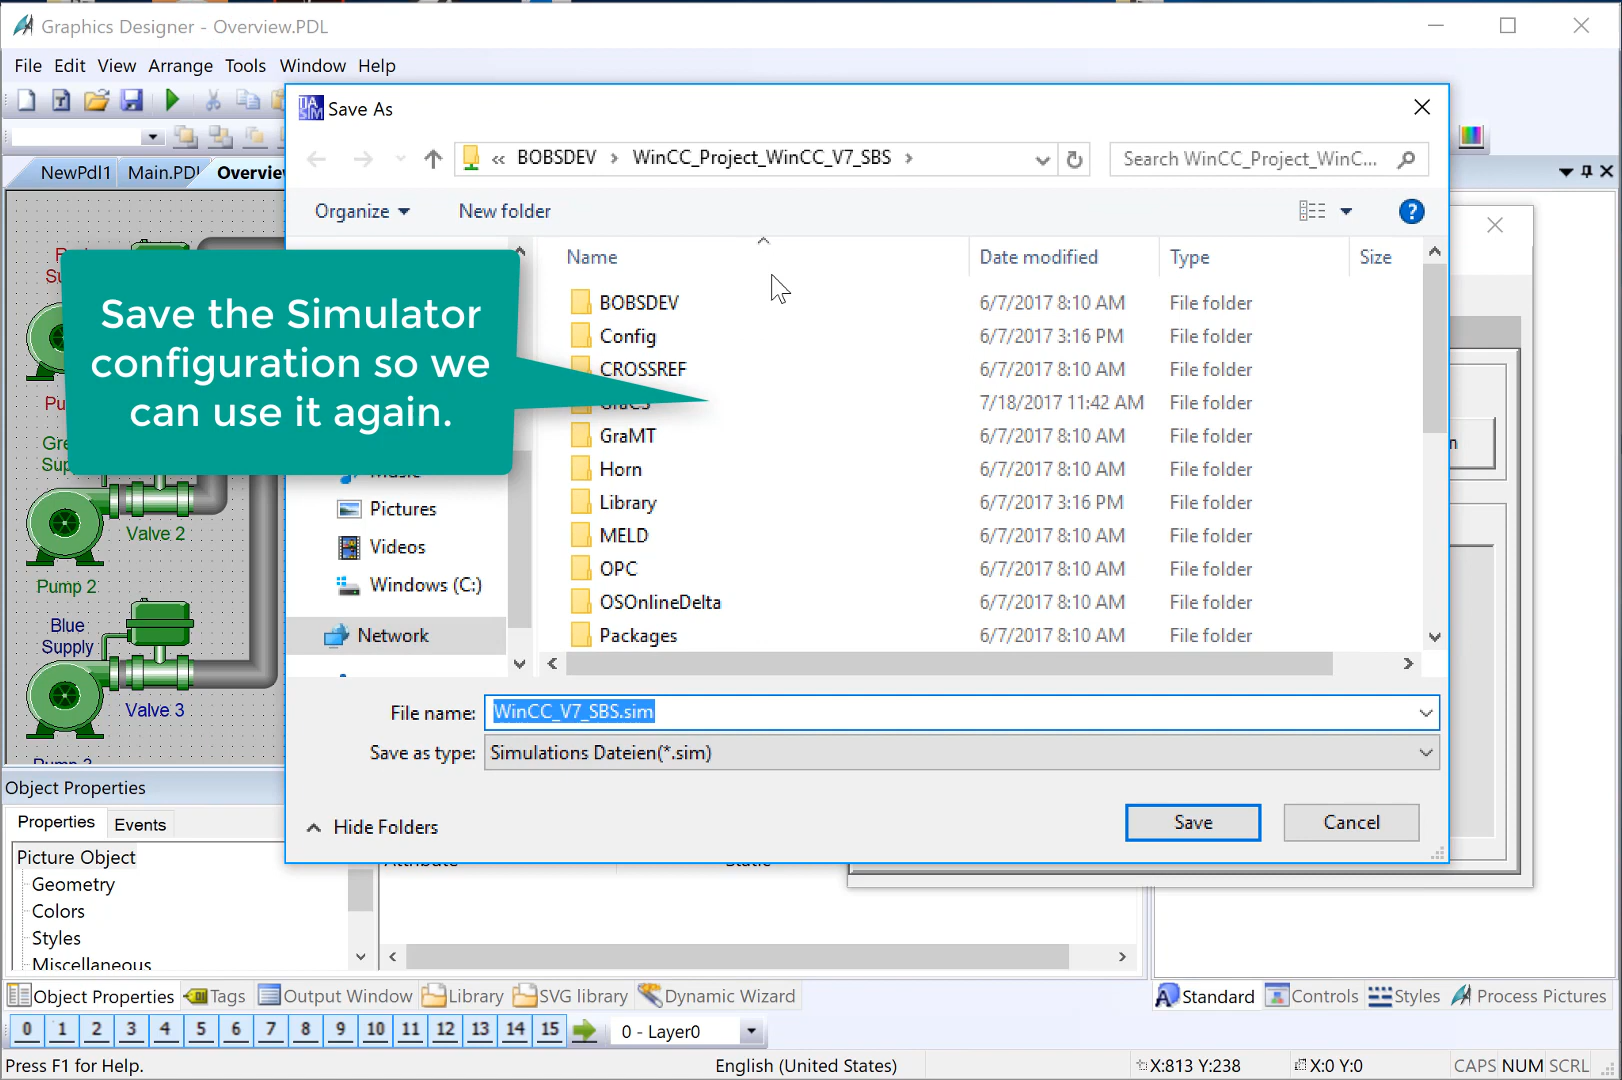 Graphics Designer - Overview.PDL
File Edit View Arrange Tools Window Help
NewPdl1 Main.PDL Overview
Save As
« BOBSDEV › WinCC_Project_WinCC_V7_SBS ›
Search WinCC_Project_WinC...
Organize New folder
Name Date modified Type Size
BOBSDEV 6/7/2017 8:10 AM File folder
Config 6/7/2017 3:16 PM File folder
CROSSREF 6/7/2017 8:10 AM File folder
GraCS 7/18/2017 11:42 AM File folder
GraMT 6/7/2017 8:10 AM File folder
Horn 6/7/2017 8:10 AM File folder
Library 6/7/2017 3:16 PM File folder
MELD 6/7/2017 8:10 AM File folder
OPC 6/7/2017 8:10 AM File folder
OSOnlineDelta 6/7/2017 8:10 AM File folder
Packages 6/7/2017 8:10 AM File folder
Save the Simulator
configuration so we
can use it again.
Music
Pictures
Videos
Windows (C:)
Network
Valve 2
Pump 2
Blue
Supply
Valve 3
Pump 3
File name: WinCC_V7_SBS.sim
Save as type: Simulations Dateien(*.sim)
Hide Folders
Save Cancel
Object Properties
Properties Events
Attribute Static
Picture Object
Geometry
Colors
Styles
Miscellaneous
Object Properties Tags Output Window Library SVG library Dynamic Wizard
Standard Controls Styles Process Pictures
0 1 2 3 4 5 6 7 8 9 10 11 12 13 14 15 0 - Layer0
Press F1 for Help. English (United States) X:813 Y:238 X:0 Y:0 CAPS NUM SCRL